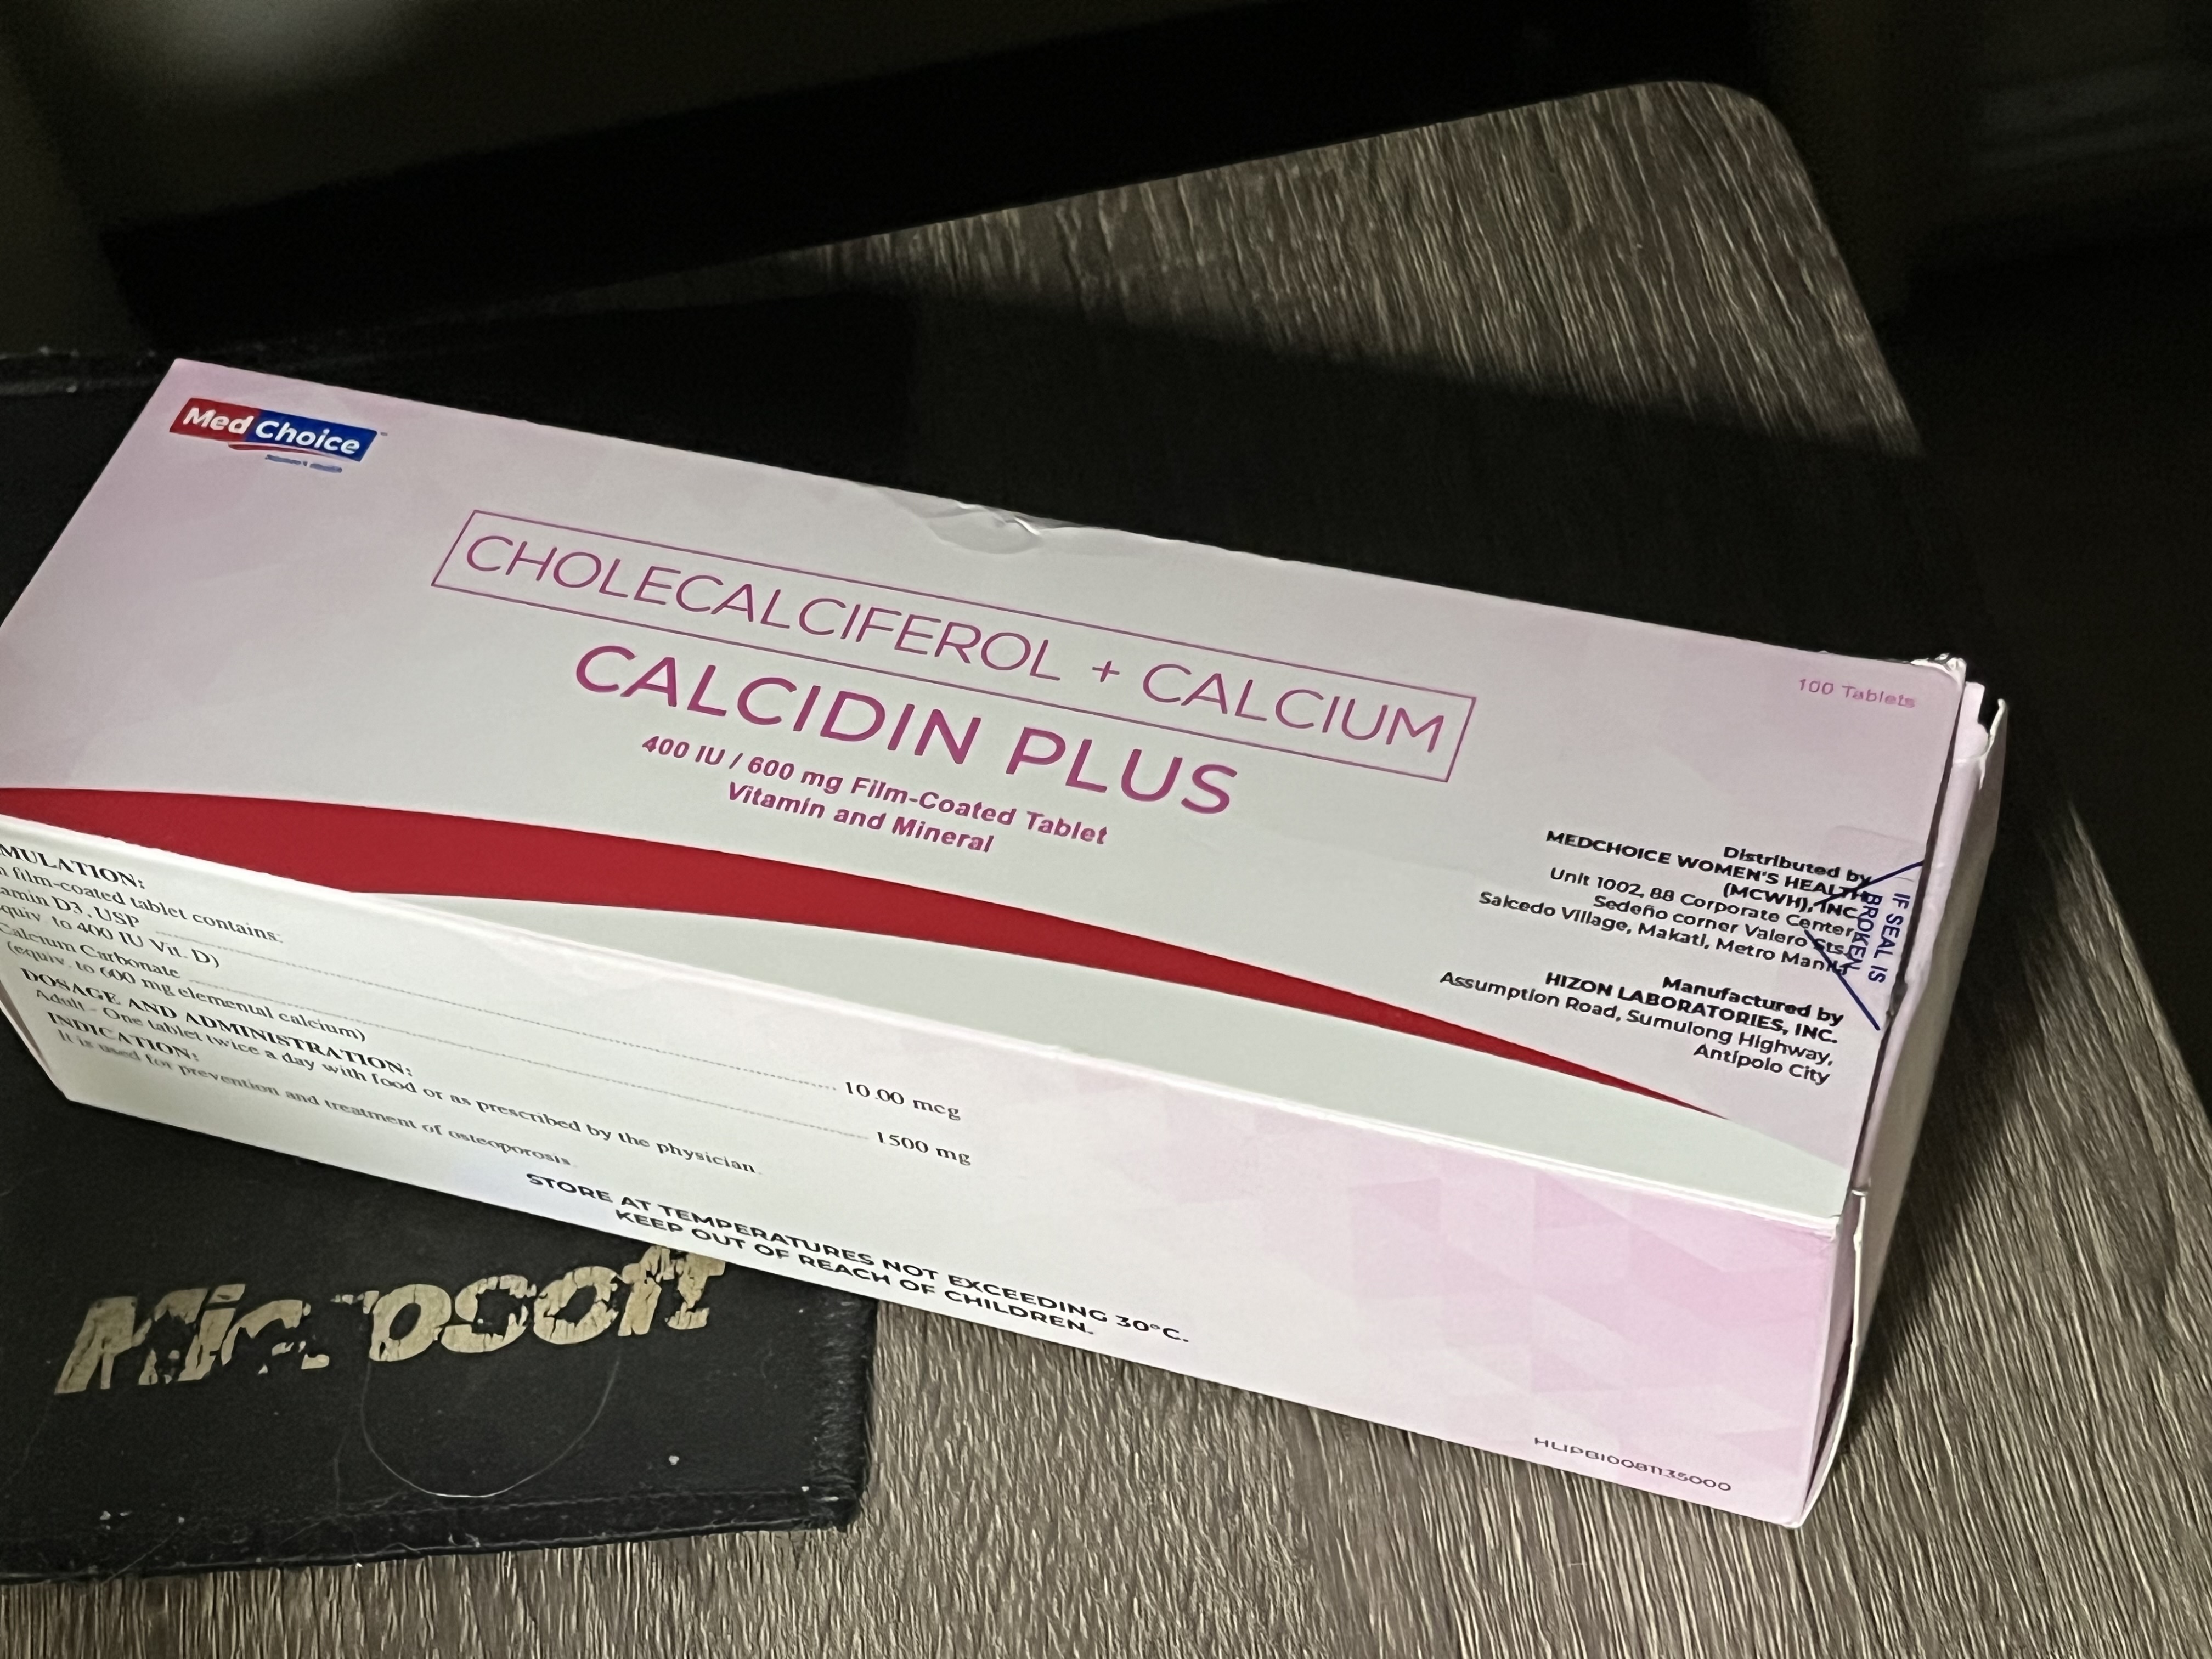 MedChoice
CHOLECALCIFEROL + CALCIUM
CALCIDIN PLUS
400 IU / 600 mg Film-Coated Tablet
Vitamin and Mineral
100 Tablets
Distributed by
MEDCHOICE WOMEN'S HEALTH
(MCWH), INC.
Unit 1002, 88 Corporate Center
Sedeño corner Valero Sts.
Salcedo Village, Makati, Metro Manila
Manufactured by
HIZON LABORATORIES, INC.
Assumption Road, Sumulong Highway,
Antipolo City
IF SEAL IS
BROKEN
MULATION:
film-coated tablet contains:
amin D3, USP 10.00 mcg
equiv. to 400 IU Vit. D)
Calcium Carbonate 1500 mg
(equiv. to 600 mg elemental calcium)
DOSAGE AND ADMINISTRATION:
Adult - One tablet twice a day with food or as prescribed by the physician.
INDICATION:
It is used for prevention and treatment of osteoporosis.
STORE AT TEMPERATURES NOT EXCEEDING 30°C.
KEEP OUT OF REACH OF CHILDREN.
Microsoft